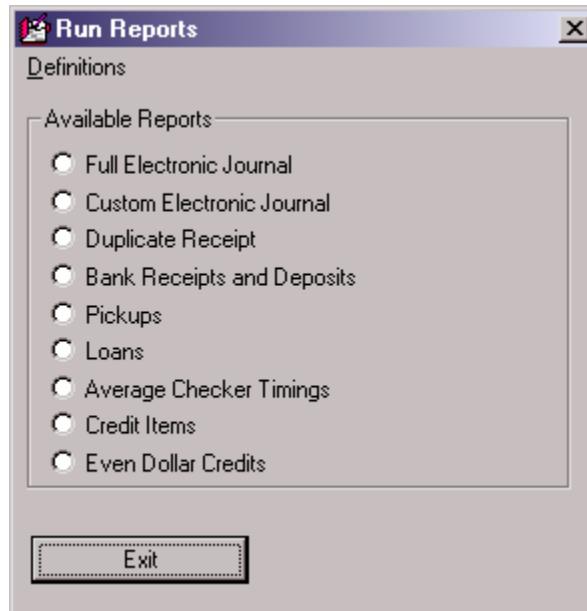 Run Reports
Definitions
Available Reports
Full Electronic Journal
Custom Electronic Journal
Duplicate Receipt
Bank Receipts and Deposits
Pickups
Loans
Average Checker Timings
Credit Items
Even Dollar Credits
Exit